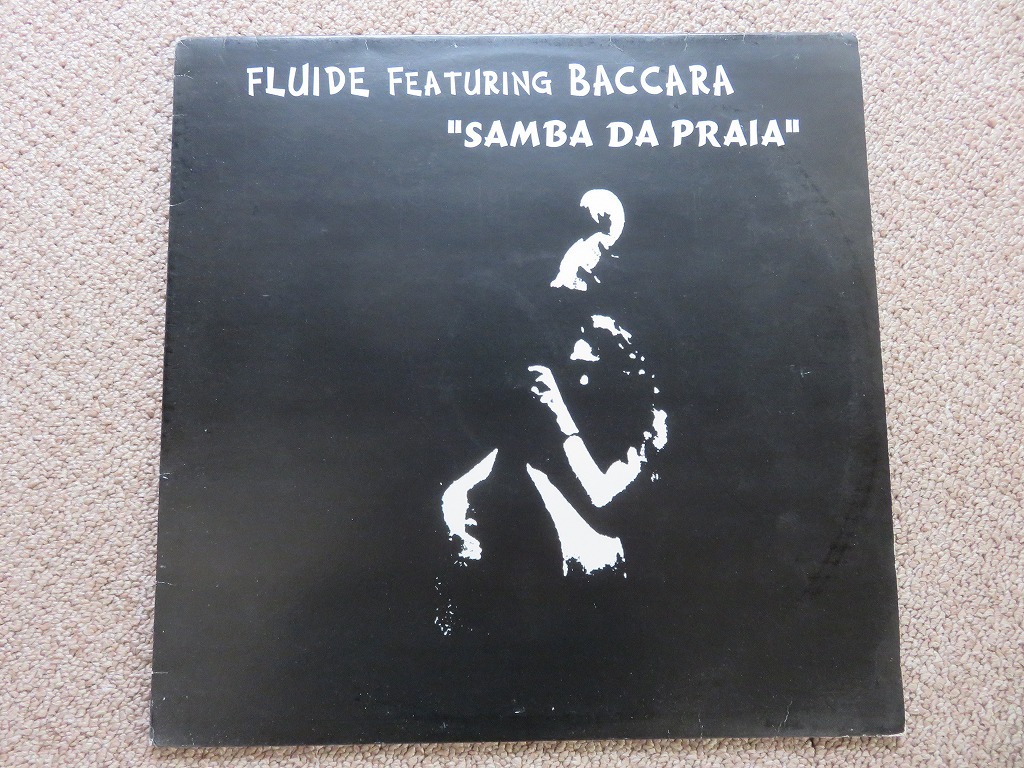 FLUIDE FEATURING BACCARA
"SAMBA DA PRAIA"